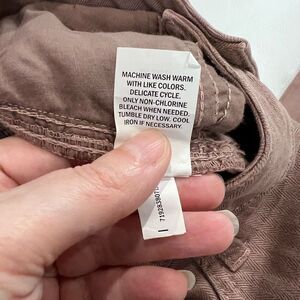 MACHINE WASH WARM
WITH LIKE COLORS.
DELICATE CYCLE.
ONLY NON-CHLORINE
BLEACH WHEN NEEDED.
TUMBLE DRY LOW. COOL
IRON IF NECESSARY.